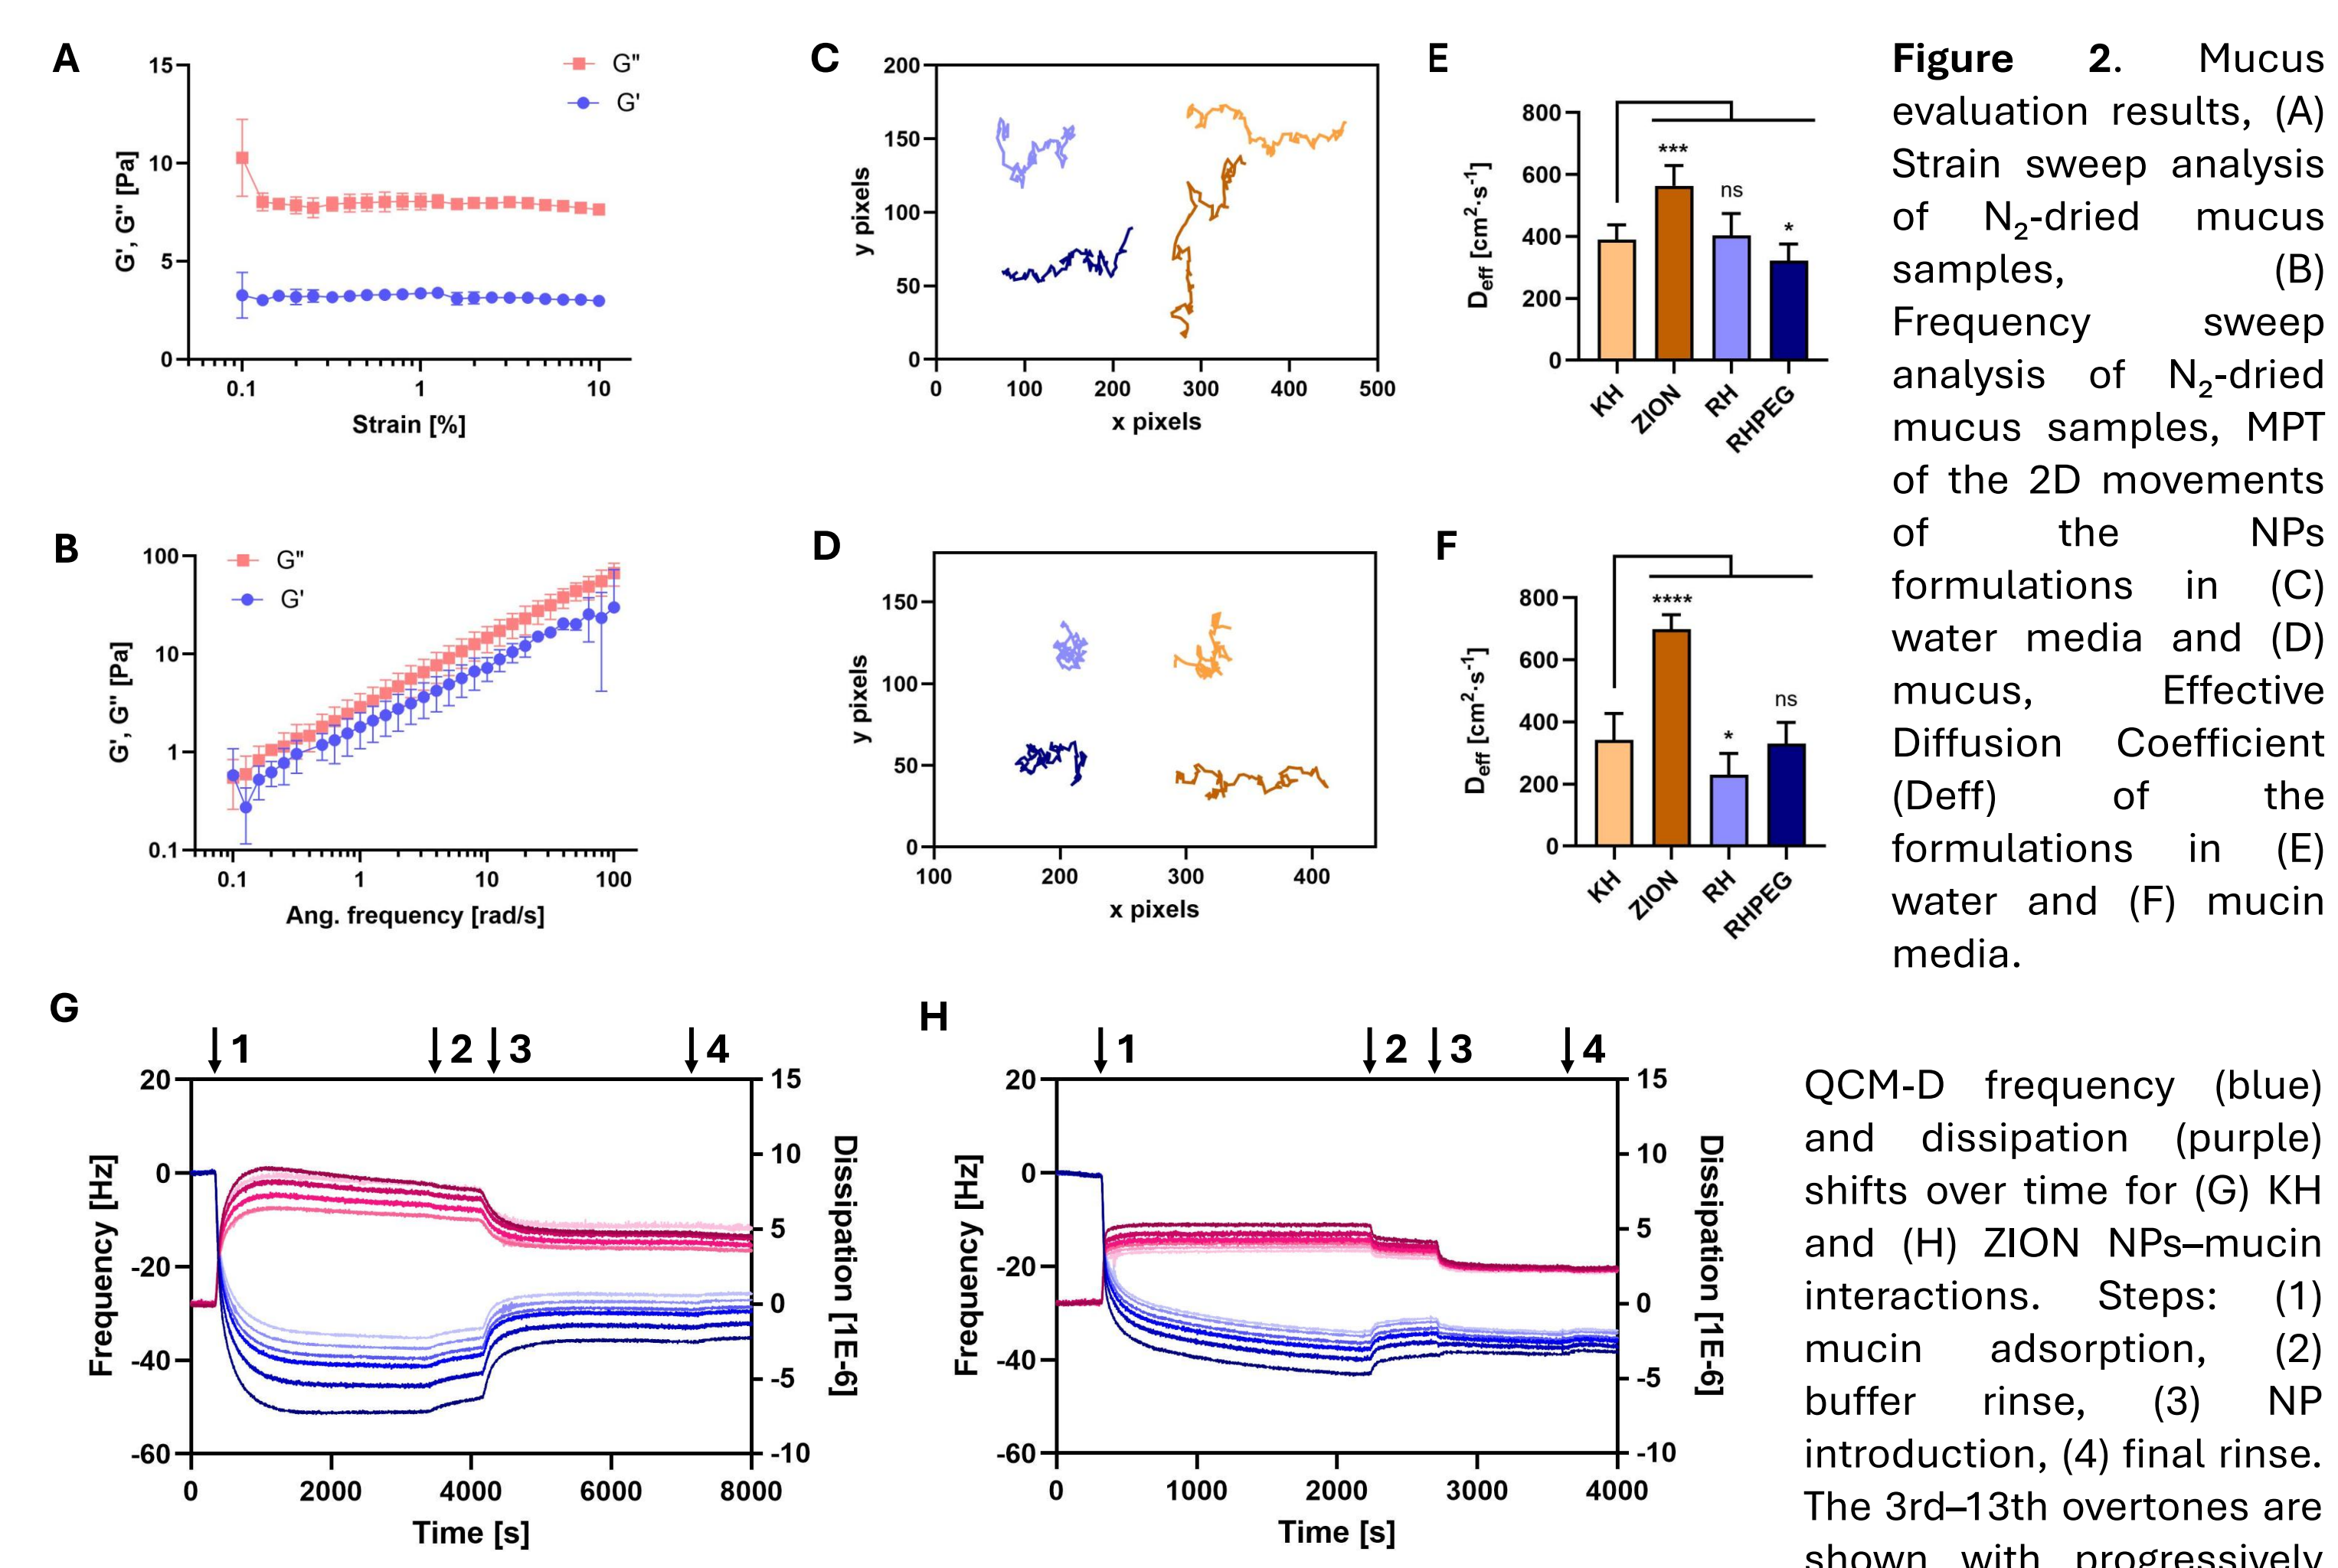 A
15
10
5
0
G', G" [Pa]
G"
G'
0.1 1 10
Strain [%]
C
200
150
100
50
0
y pixels
0 100 200 300 400 500
x pixels
E
800
600
400
200
0
Deff [cm²·s⁻¹]
***
ns
*
KH ZION RH RHPEG
Figure 2. Mucus
evaluation results, (A)
Strain sweep analysis
of N₂-dried mucus
samples, (B)
Frequency sweep
analysis of N₂-dried
mucus samples, MPT
of the 2D movements
of the NPs
formulations in (C)
water media and (D)
mucus, Effective
Diffusion Coefficient
(Deff) of the
formulations in (E)
water and (F) mucin
media.
B
100
10
1
0.1
G', G" [Pa]
G"
G'
0.1 1 10 100
Ang. frequency [rad/s]
D
150
100
50
0
y pixels
100 200 300 400
x pixels
F
800
600
400
200
0
Deff [cm²·s⁻¹]
****
*
ns
KH ZION RH RHPEG
G
1 2 3 4
20
0
-20
-40
-60
Frequency [Hz]
15
10
5
0
-5
-10
Dissipation [1E-6]
0 2000 4000 6000 8000
Time [s]
H
1 2 3 4
20
0
-20
-40
-60
Frequency [Hz]
15
10
5
0
-5
-10
Dissipation [1E-6]
0 1000 2000 3000 4000
Time [s]
QCM-D frequency (blue)
and dissipation (purple)
shifts over time for (G) KH
and (H) ZION NPs–mucin
interactions. Steps: (1)
mucin adsorption, (2)
buffer rinse, (3) NP
introduction, (4) final rinse.
The 3rd–13th overtones are
shown with progressively